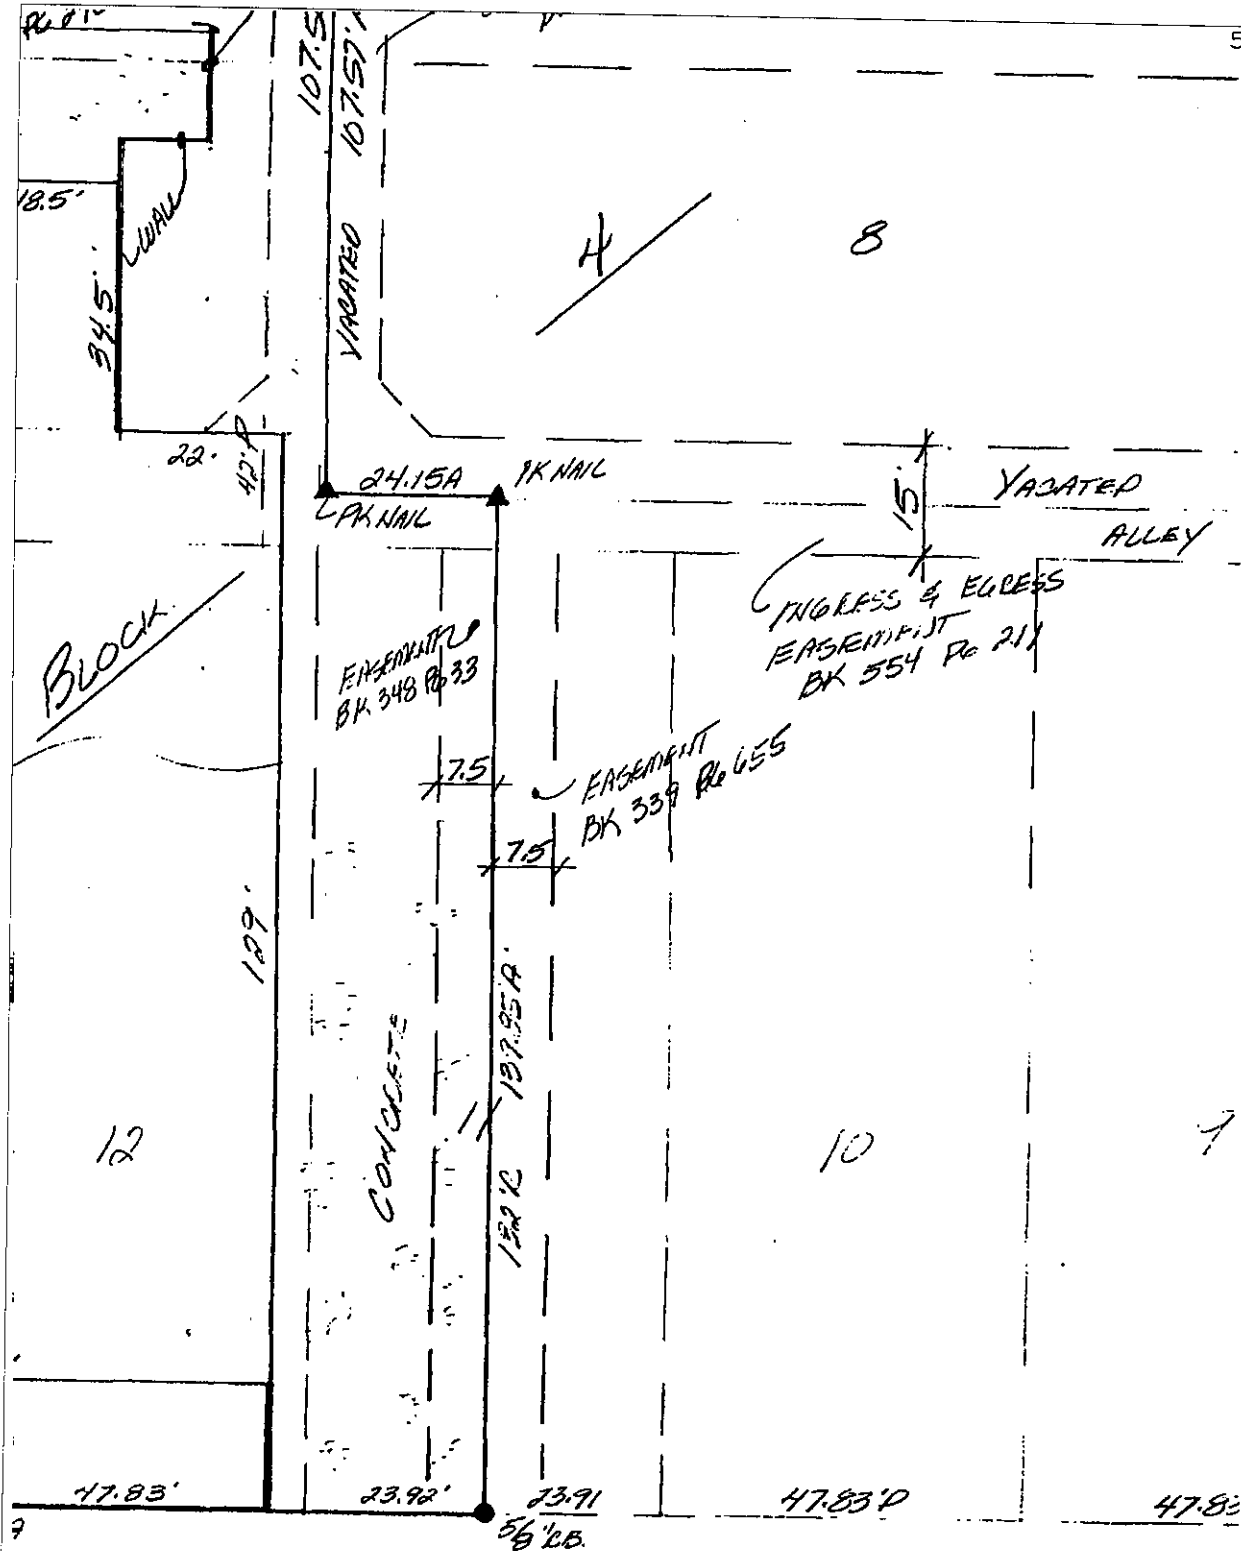 107.5
107.57'
VACATED
18.5'
WALL
34.5'
4
8
22.
42'P
24.15A
PK NAIL
PK NAIL
15'
VACATED
ALLEY
BLOCK
EASEMENT
BK 348 PG 33
INGRESS & EGRESS
EASEMENT
BK 554 PG 211
7.5
EASEMENT
BK 339 PG 655
7.5
129'
137.95'A
CONCRETE
132'R
12
10
47.83'
23.92'
23.91
47.83'P
47.83
5/8"R.B.